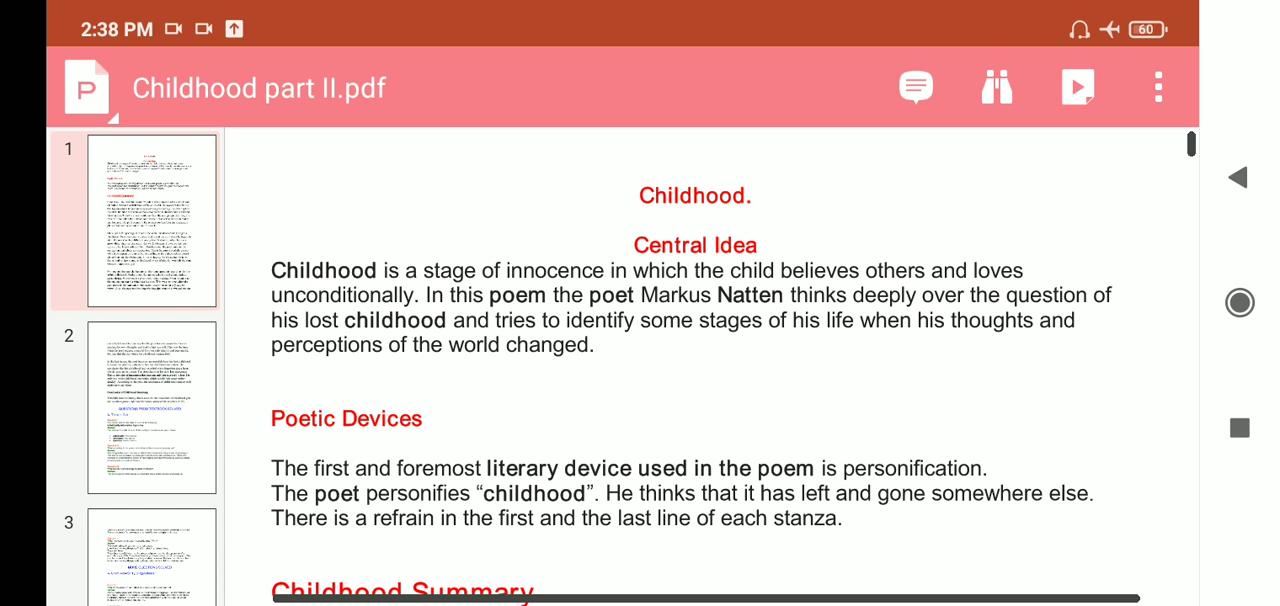 2:38 PM
60
Childhood part II.pdf
1
2
3
Childhood.
Central Idea
Childhood is a stage of innocence in which the child believes others and loves
unconditionally. In this poem the poet Markus Natten thinks deeply over the question of
his lost childhood and tries to identify some stages of his life when his thoughts and
perceptions of the world changed.
Poetic Devices
The first and foremost literary device used in the poem is personification.
The poet personifies “childhood”. He thinks that it has left and gone somewhere else.
There is a refrain in the first and the last line of each stanza.
Childhood Summary